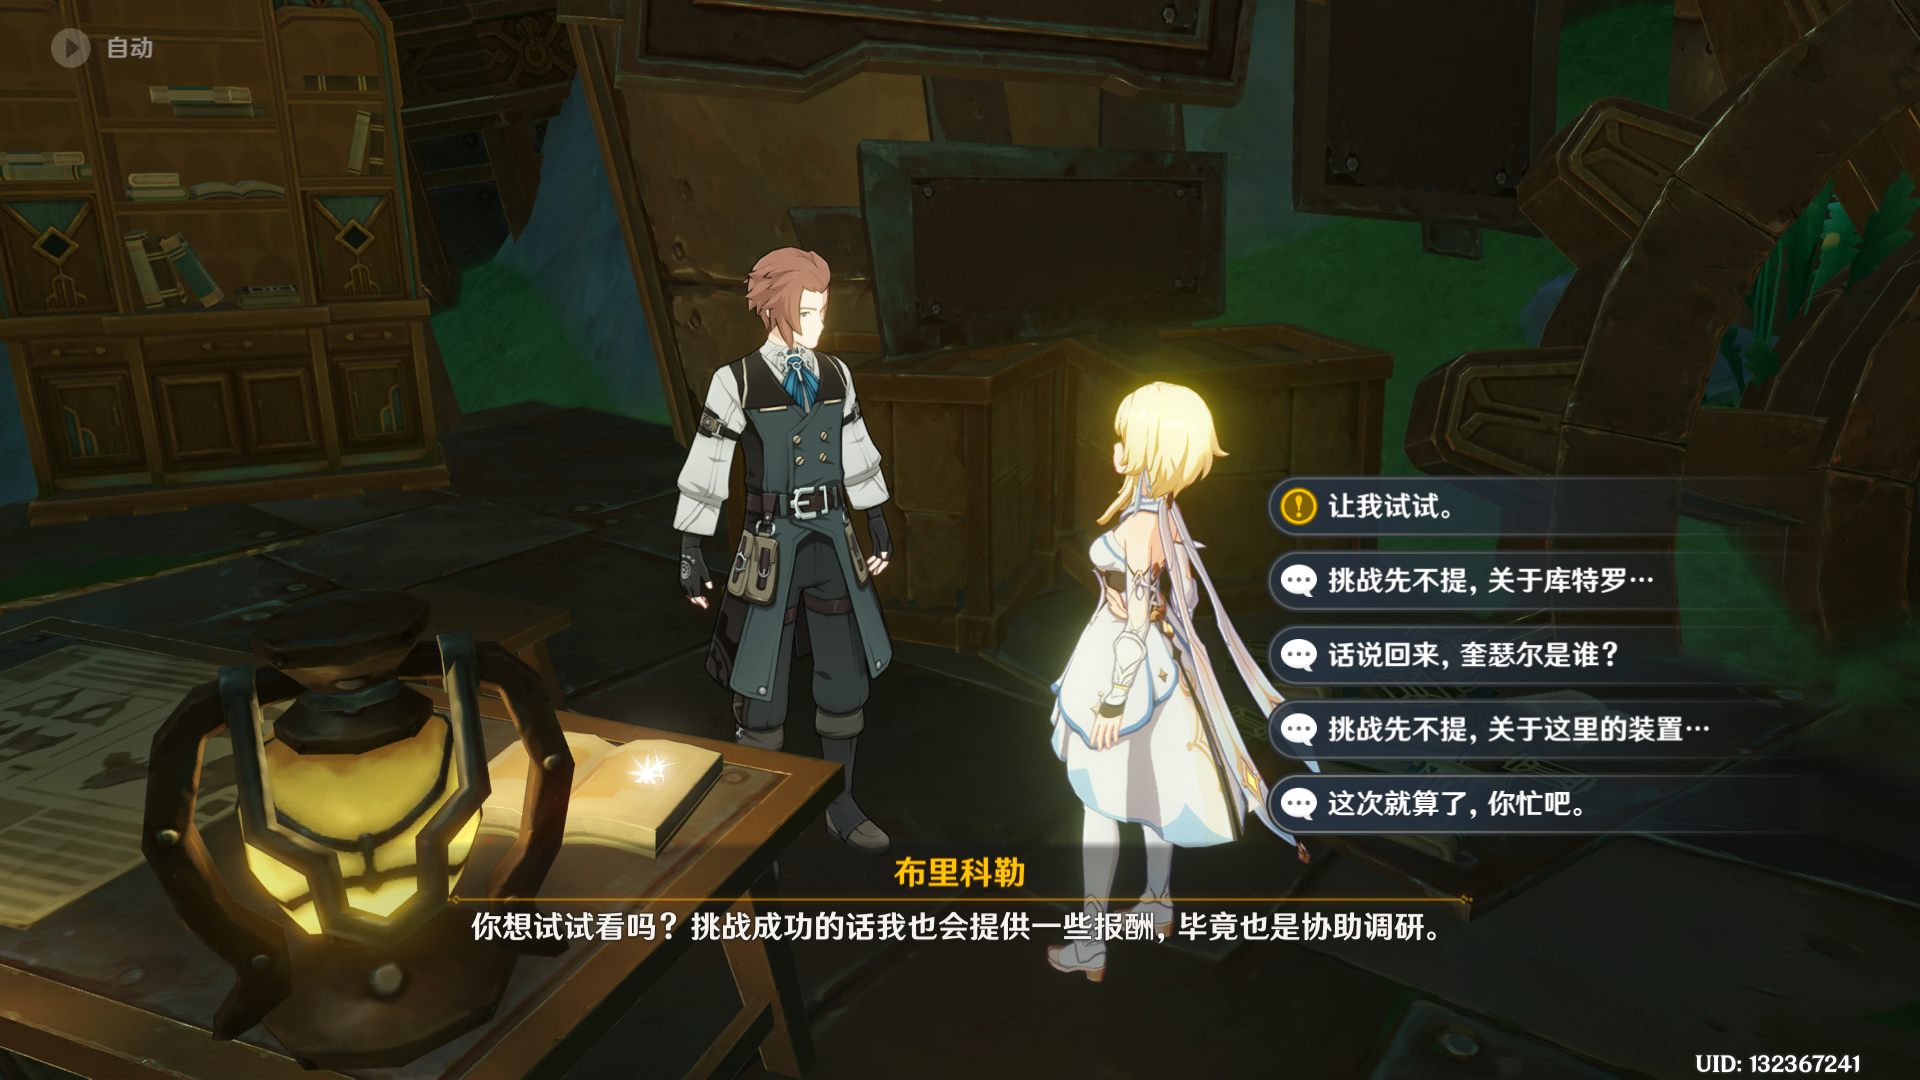 自动
让我试试。
挑战先不提，关于库特罗…
话说回来，奎瑟尔是谁？
挑战先不提，关于这里的装置…
这次就算了，你忙吧。
布里科勒
你想试试看吗？挑战成功的话我也会提供一些报酬，毕竟也是协助调研。
UID: 132367241